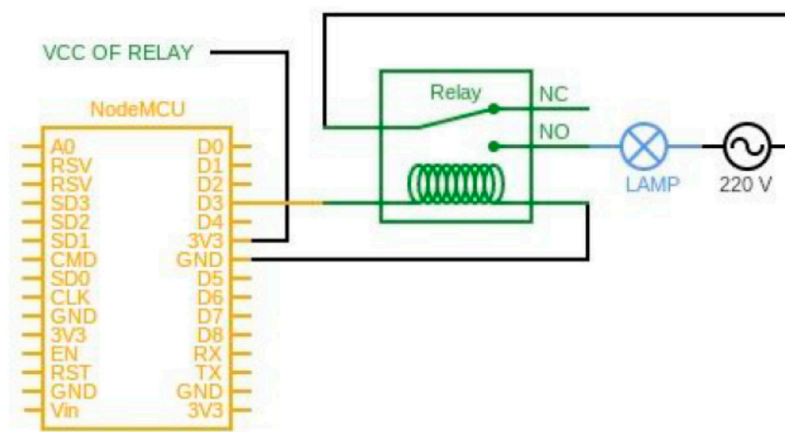 VCC OF RELAY
NodeMCU
A0 D0
RSV D1
RSV D2
SD3 D3
SD2 D4
SD1 3V3
CMD GND
SD0 D5
CLK D6
GND D7
3V3 D8
EN RX
RST TX
GND GND
Vin 3V3
Relay
NC
NO
LAMP
220 V